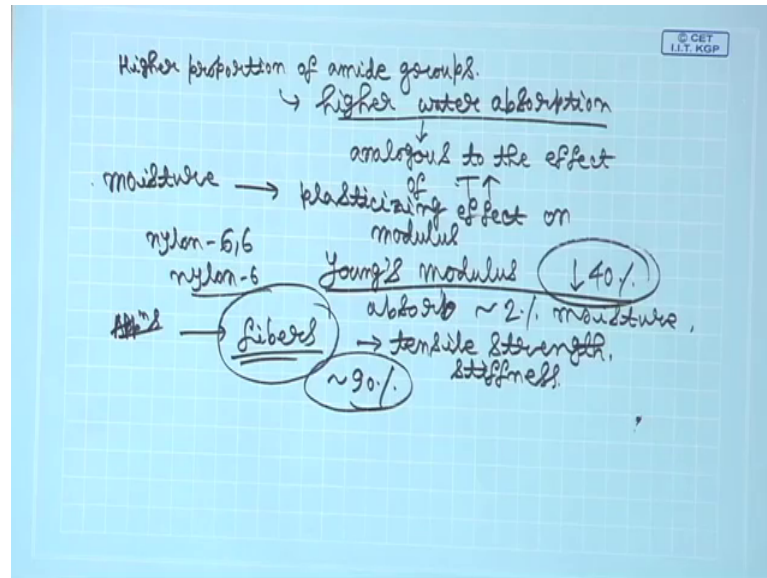 © CET
I.I.T. KGP
Higher proportion of amide groups.
↳ higher water absorption
↓
analogous to the effect
of :T↑
moisture → plasticizing effect on
modulus
nylon-6,6
nylon-6
Young's modulus ↓ 40%
absorb ~2% moisture.
→ fibers → tensile strength,
stiffness.
~90%